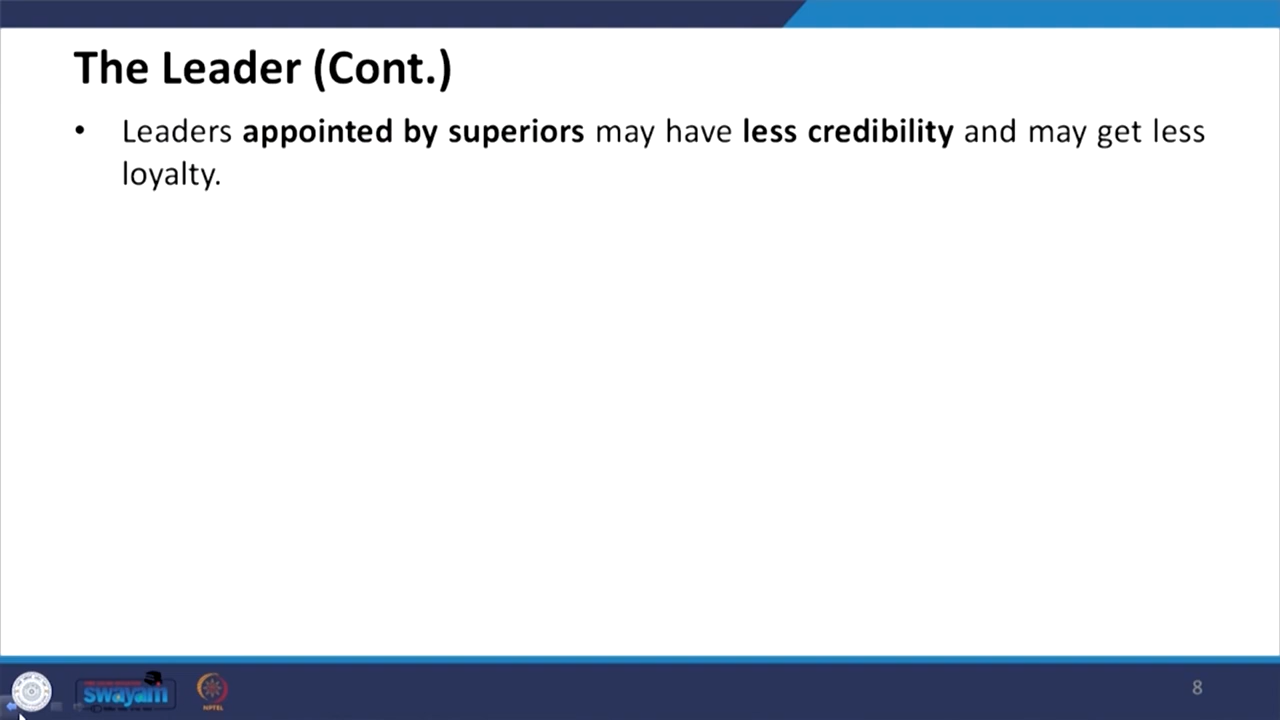 The Leader (Cont.)
• Leaders appointed by superiors may have less credibility and may get less
loyalty.
swayam
NPTEL
8